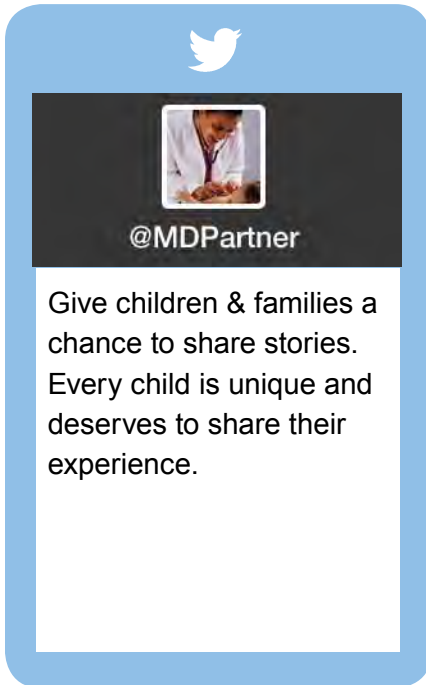 @MDPartner
Give children & families a
chance to share stories.
Every child is unique and
deserves to share their
experience.